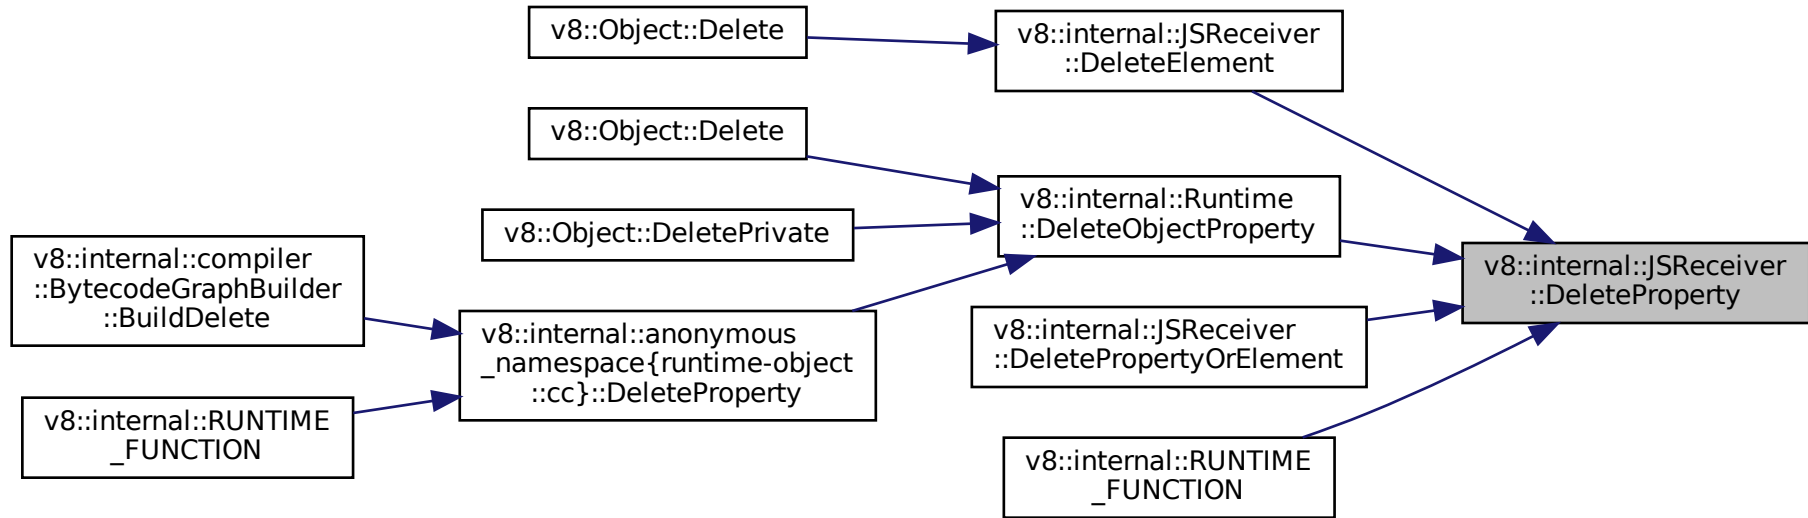 v8::Object::Delete
v8::internal::JSReceiver
::DeleteElement
v8::Object::Delete
v8::internal::Runtime
::DeleteObjectProperty
v8::Object::DeletePrivate
v8::internal::compiler
::BytecodeGraphBuilder
::BuildDelete
v8::internal::JSReceiver
::DeleteProperty
v8::internal::anonymous
_namespace{runtime-object
::cc}::DeleteProperty
v8::internal::JSReceiver
::DeletePropertyOrElement
v8::internal::RUNTIME
_FUNCTION
v8::internal::RUNTIME
_FUNCTION